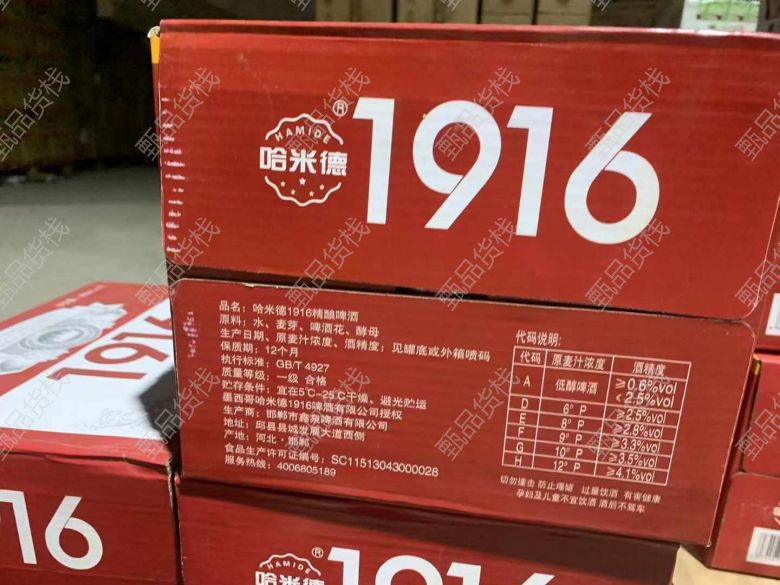 HAMIDE
哈米德
®
1916
品名：哈米德1916精酿啤酒
原料：水、麦芽、啤酒花、酵母
生产日期、原麦汁浓度、酒精度：见罐底或外箱喷码
保质期：12个月
执行标准：GB/T 4927
质量等级：一级 合格
贮存条件：宜在5℃-25℃干燥、避光贮运
墨西哥哈米德1916啤酒有限公司授权
生产商：邯郸市鑫泉啤酒有限公司
地址：邱县县城发展大道西侧
产地：河北·邯郸
食品生产许可证编号：SC11513043000028
服务热线：4006805189
代码说明：
代码 原麦汁浓度 酒精度
A 低醇啤酒 ≥0.6%vol <2.5%vol
D 6° P ≥2.5%vol
E 8° P ≥2.8%vol
F 9° P ≥3.3%vol
G 10° P ≥3.5%vol
H 12° P ≥4.1%vol
切勿撞击 防止爆罐 过量饮酒 有害健康
孕妇及儿童不宜饮酒 酒后不驾车
1916
916
HAMIDE
哈米德
®
1916
甄品货栈